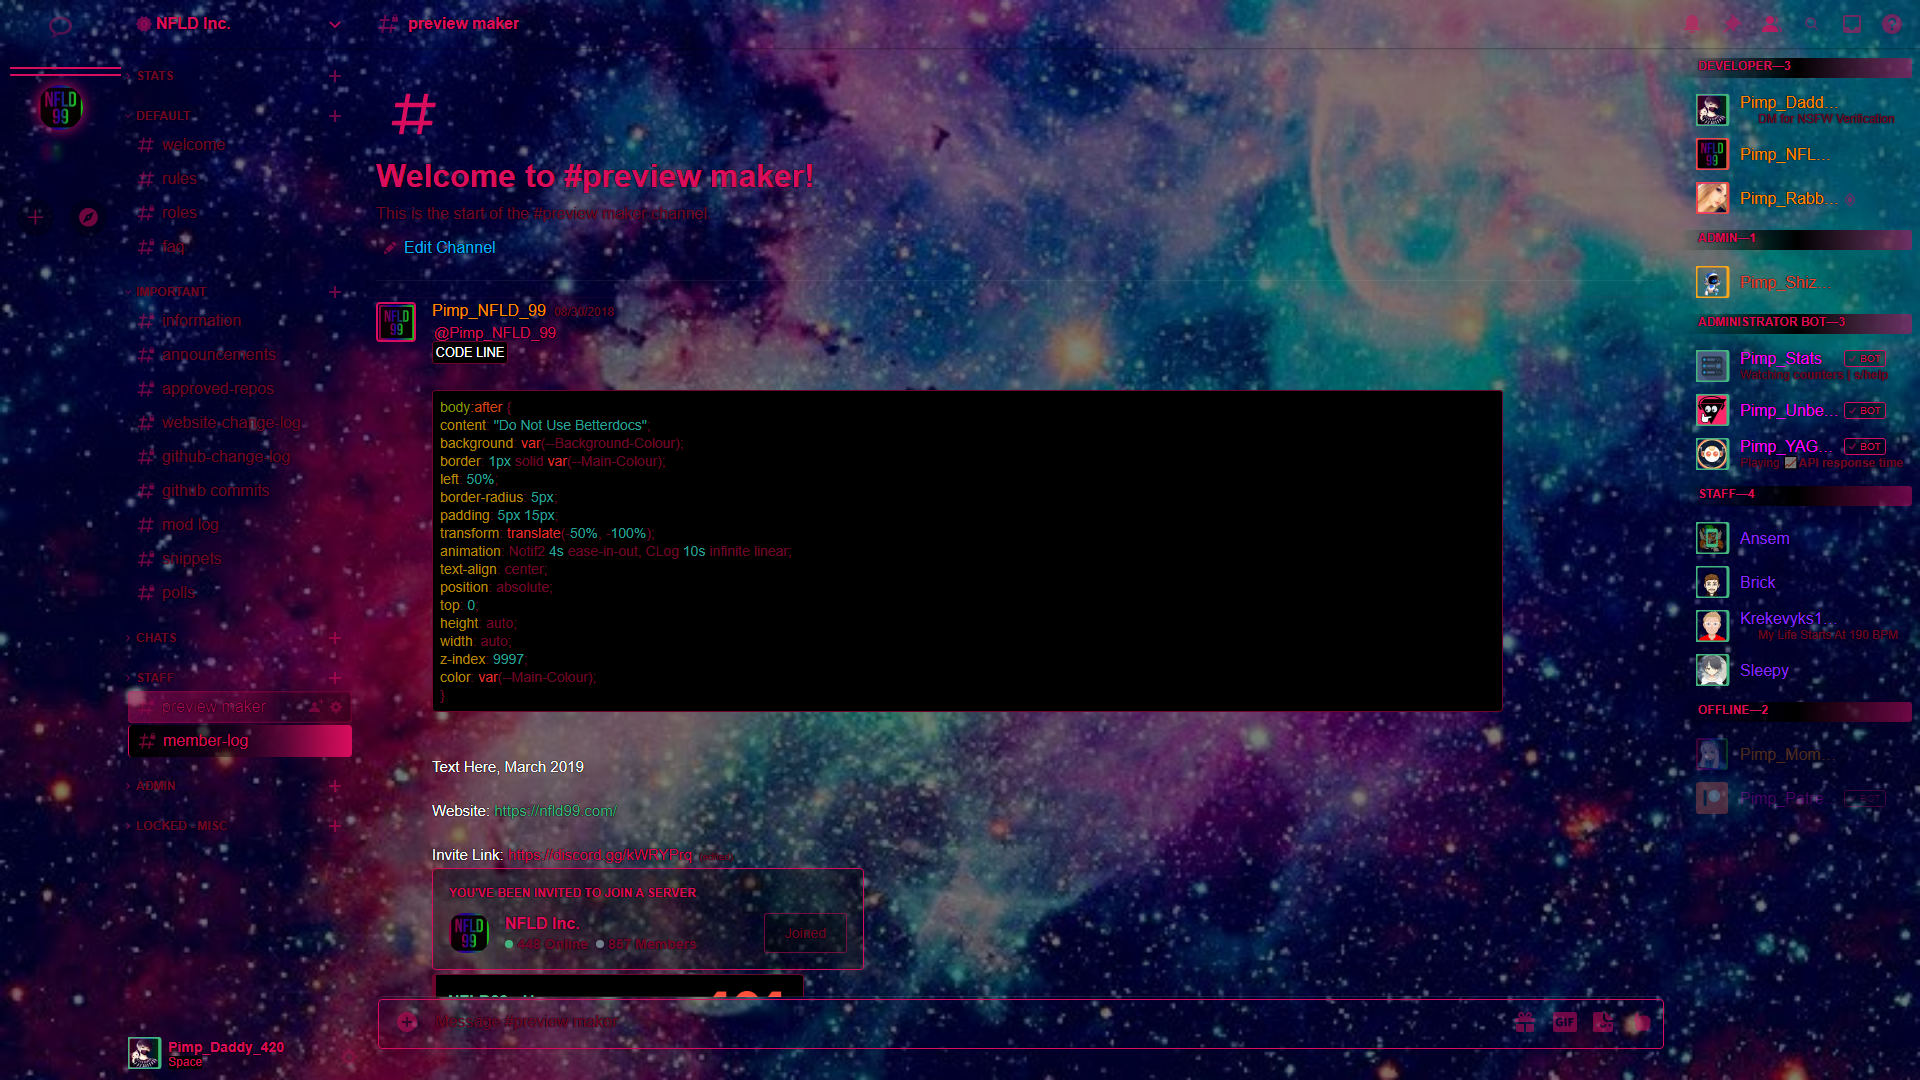 NFLD Inc.
preview maker
STATS
DEFAULT
welcome
rules
roles
faq
IMPORTANT
information
announcements
approved-repos
website-change-log
github-change-log
github commits
mod log
snippets
polls
CHATS
STAFF
preview maker
member-log
ADMIN
LOCKED - MISC
Pimp_Daddy_420
Space
NFLD
99
Welcome to #preview maker!
This is the start of the #preview maker channel.
Edit Channel
Pimp_NFLD_99 08/30/2018
@Pimp_NFLD_99
CODE LINE
body:after {
content: "Do Not Use Betterdocs";
background: var(--Background-Colour);
border: 1px solid var(--Main-Colour);
left: 50%;
border-radius: 5px;
padding: 5px 15px;
transform: translate(-50%, -100%);
animation: Notif2 4s ease-in-out, CLog 10s infinite linear;
text-align: center;
position: absolute;
top: 0;
height: auto;
width: auto;
z-index: 9997;
color: var(--Main-Colour);
}
Text Here, March 2019
Website: https://nfld99.com/
Invite Link: https://discord.gg/kWRYPrq (edited)
YOU'VE BEEN INVITED TO JOIN A SERVER
NFLD Inc.
448 Online 857 Members
Joined
Message #preview maker
GIF
DEVELOPER—3
Pimp_Dadd...
DM for NSFW Verification
Pimp_NFL...
Pimp_Rabb...
ADMIN—1
Pimp_Shiz...
ADMINISTRATOR BOT—3
Pimp_Stats BOT
Watching counters | s!help
Pimp_Unbe... BOT
Pimp_YAG... BOT
Playing API response time
STAFF—4
Ansem
Brick
Krekevyks1...
My Life Starts At 190 BPM
Sleepy
OFFLINE—2
Pimp_Mom...
Pimp_Patre... BOT